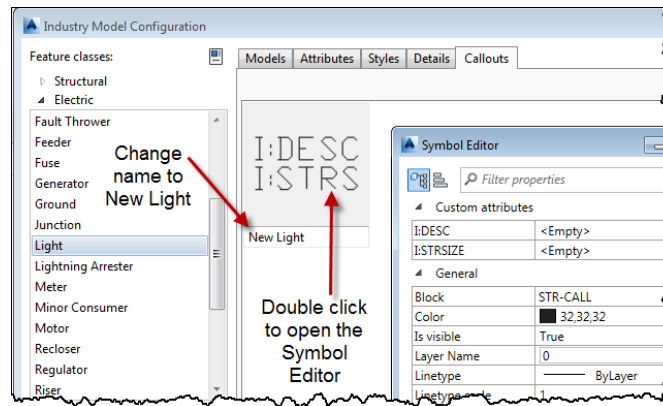 Industry Model Configuration
Feature classes:
Structural
Electric
Fault Thrower
Feeder
Fuse
Generator
Ground
Junction
Light
Lightning Arrester
Meter
Minor Consumer
Motor
Recloser
Regulator
Riser
Change
name to
New Light
Models Attributes Styles Details Callouts
I:DESC
I:STRS
New Light
Double click
to open the
Symbol
Editor
Symbol Editor
Filter properties
Custom attributes
I:DESC <Empty>
I:STRSIZE <Empty>
General
Block STR-CALL
Color 32,32,32
Is visible True
Layer Name 0
Linetype ByLayer
Linetype scale 1